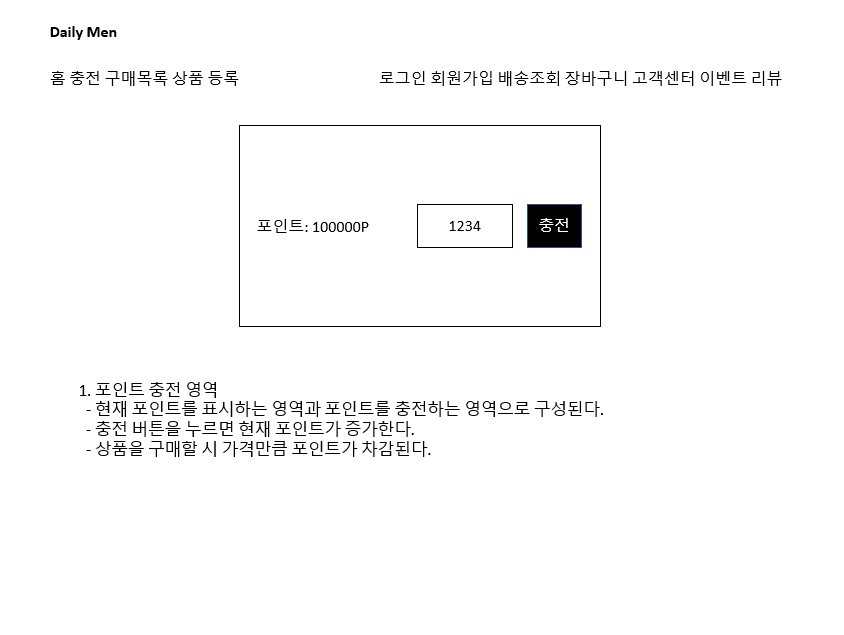 Daily Men
홈 충전 구매목록 상품 등록
로그인 회원가입 배송조회 장바구니 고객센터 이벤트 리뷰
포인트: 100000P
1234
충전
1. 포인트 충전 영역
- 현재 포인트를 표시하는 영역과 포인트를 충전하는 영역으로 구성된다.
- 충전 버튼을 누르면 현재 포인트가 증가한다.
- 상품을 구매할 시 가격만큼 포인트가 차감된다.